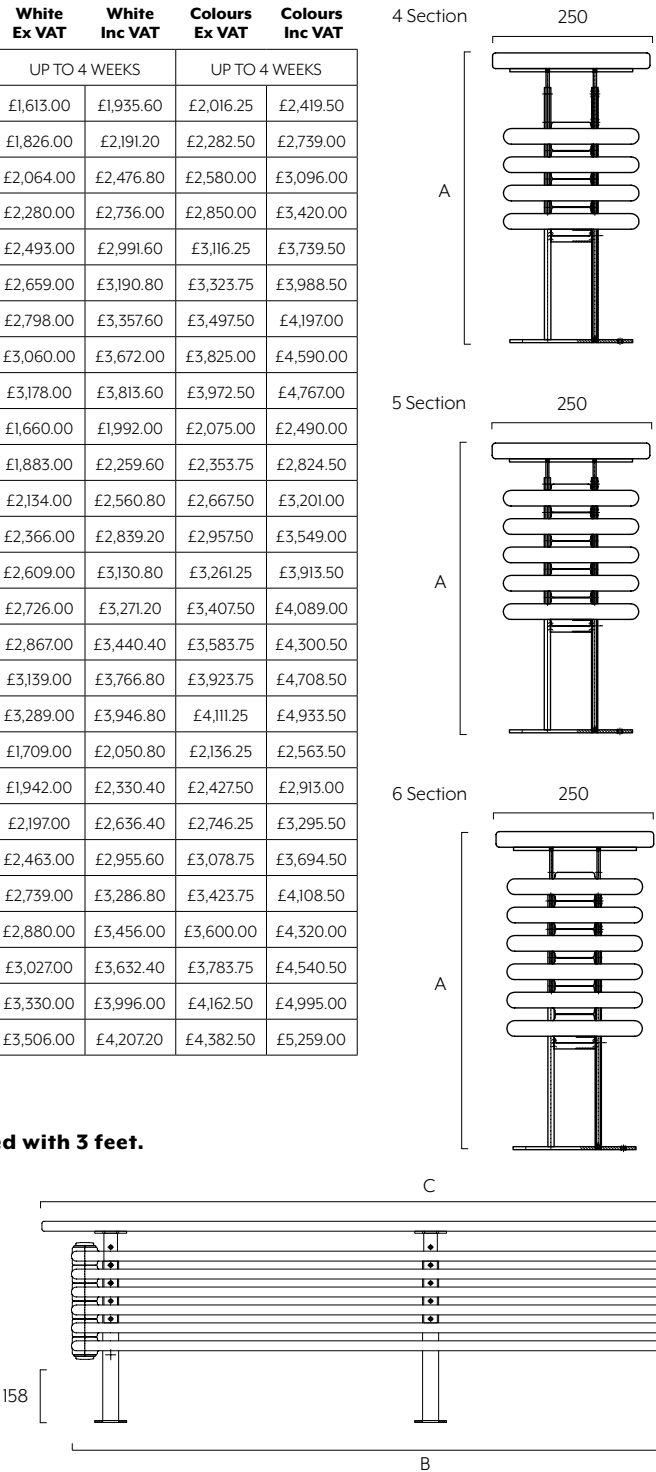 White Ex VAT White Inc VAT Colours Ex VAT Colours Inc VAT
UP TO 4 WEEKS UP TO 4 WEEKS
£1,613.00 £1,935.60 £2,016.25 £2,419.50
£1,826.00 £2,191.20 £2,282.50 £2,739.00
£2,064.00 £2,476.80 £2,580.00 £3,096.00
£2,280.00 £2,736.00 £2,850.00 £3,420.00
£2,493.00 £2,991.60 £3,116.25 £3,739.50
£2,659.00 £3,190.80 £3,323.75 £3,988.50
£2,798.00 £3,357.60 £3,497.50 £4,197.00
£3,060.00 £3,672.00 £3,825.00 £4,590.00
£3,178.00 £3,813.60 £3,972.50 £4,767.00
£1,660.00 £1,992.00 £2,075.00 £2,490.00
£1,883.00 £2,259.60 £2,353.75 £2,824.50
£2,134.00 £2,560.80 £2,667.50 £3,201.00
£2,366.00 £2,839.20 £2,957.50 £3,549.00
£2,609.00 £3,130.80 £3,261.25 £3,913.50
£2,726.00 £3,271.20 £3,407.50 £4,089.00
£2,867.00 £3,440.40 £3,583.75 £4,300.50
£3,139.00 £3,766.80 £3,923.75 £4,708.50
£3,289.00 £3,946.80 £4,111.25 £4,933.50
£1,709.00 £2,050.80 £2,136.25 £2,563.50
£1,942.00 £2,330.40 £2,427.50 £2,913.00
£2,197.00 £2,636.40 £2,746.25 £3,295.50
£2,463.00 £2,955.60 £3,078.75 £3,694.50
£2,739.00 £3,286.80 £3,423.75 £4,108.50
£2,880.00 £3,456.00 £3,600.00 £4,320.00
£3,027.00 £3,632.40 £3,783.75 £4,540.50
£3,330.00 £3,996.00 £4,162.50 £4,995.00
£3,506.00 £4,207.20 £4,382.50 £5,259.00
4 Section 250
A
5 Section 250
A
6 Section 250
A
ed with 3 feet.
C
158
B